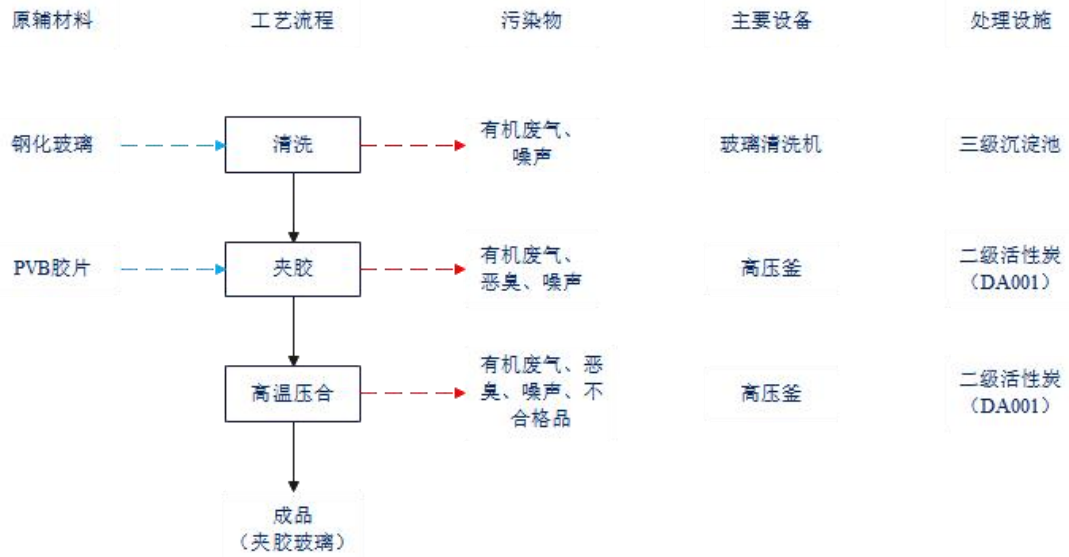 原辅材料 工艺流程 污染物 主要设备 处理设施
钢化玻璃 清洗 有机废气、
噪声 玻璃清洗机 三级沉淀池
PVB胶片 夹胶 有机废气、
恶臭、噪声 高压釜 二级活性炭
（DA001）
高温压合 有机废气、恶
臭、噪声、不
合格品 高压釜 二级活性炭
（DA001）
成品
（夹胶玻璃）